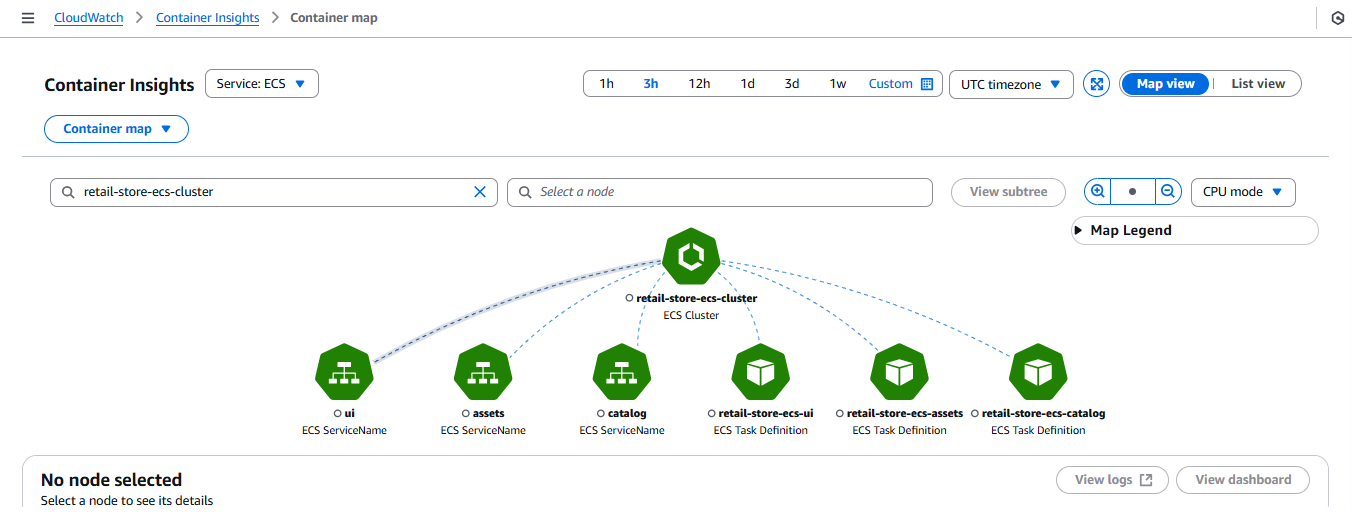 CloudWatch > Container Insights > Container map
Container Insights Service: ECS 1h 3h 12h 1d 3d 1w Custom UTC timezone Map view List view
Container map
retail-store-ecs-cluster Select a node View subtree CPU mode
Map Legend
retail-store-ecs-cluster
ECS Cluster
ui assets catalog retail-store-ecs-ui retail-store-ecs-assets retail-store-ecs-catalog
ECS ServiceName ECS ServiceName ECS ServiceName ECS Task Definition ECS Task Definition ECS Task Definition
No node selected View logs View dashboard
Select a node to see its details